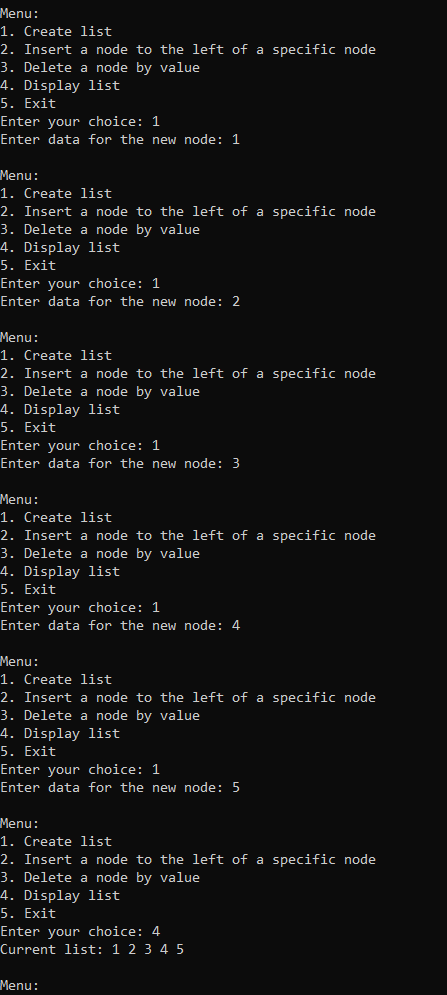 Menu:
1. Create list
2. Insert a node to the left of a specific node
3. Delete a node by value
4. Display list
5. Exit
Enter your choice: 1
Enter data for the new node: 1

Menu:
1. Create list
2. Insert a node to the left of a specific node
3. Delete a node by value
4. Display list
5. Exit
Enter your choice: 1
Enter data for the new node: 2

Menu:
1. Create list
2. Insert a node to the left of a specific node
3. Delete a node by value
4. Display list
5. Exit
Enter your choice: 1
Enter data for the new node: 3

Menu:
1. Create list
2. Insert a node to the left of a specific node
3. Delete a node by value
4. Display list
5. Exit
Enter your choice: 1
Enter data for the new node: 4

Menu:
1. Create list
2. Insert a node to the left of a specific node
3. Delete a node by value
4. Display list
5. Exit
Enter your choice: 1
Enter data for the new node: 5

Menu:
1. Create list
2. Insert a node to the left of a specific node
3. Delete a node by value
4. Display list
5. Exit
Enter your choice: 4
Current list: 1 2 3 4 5

Menu: